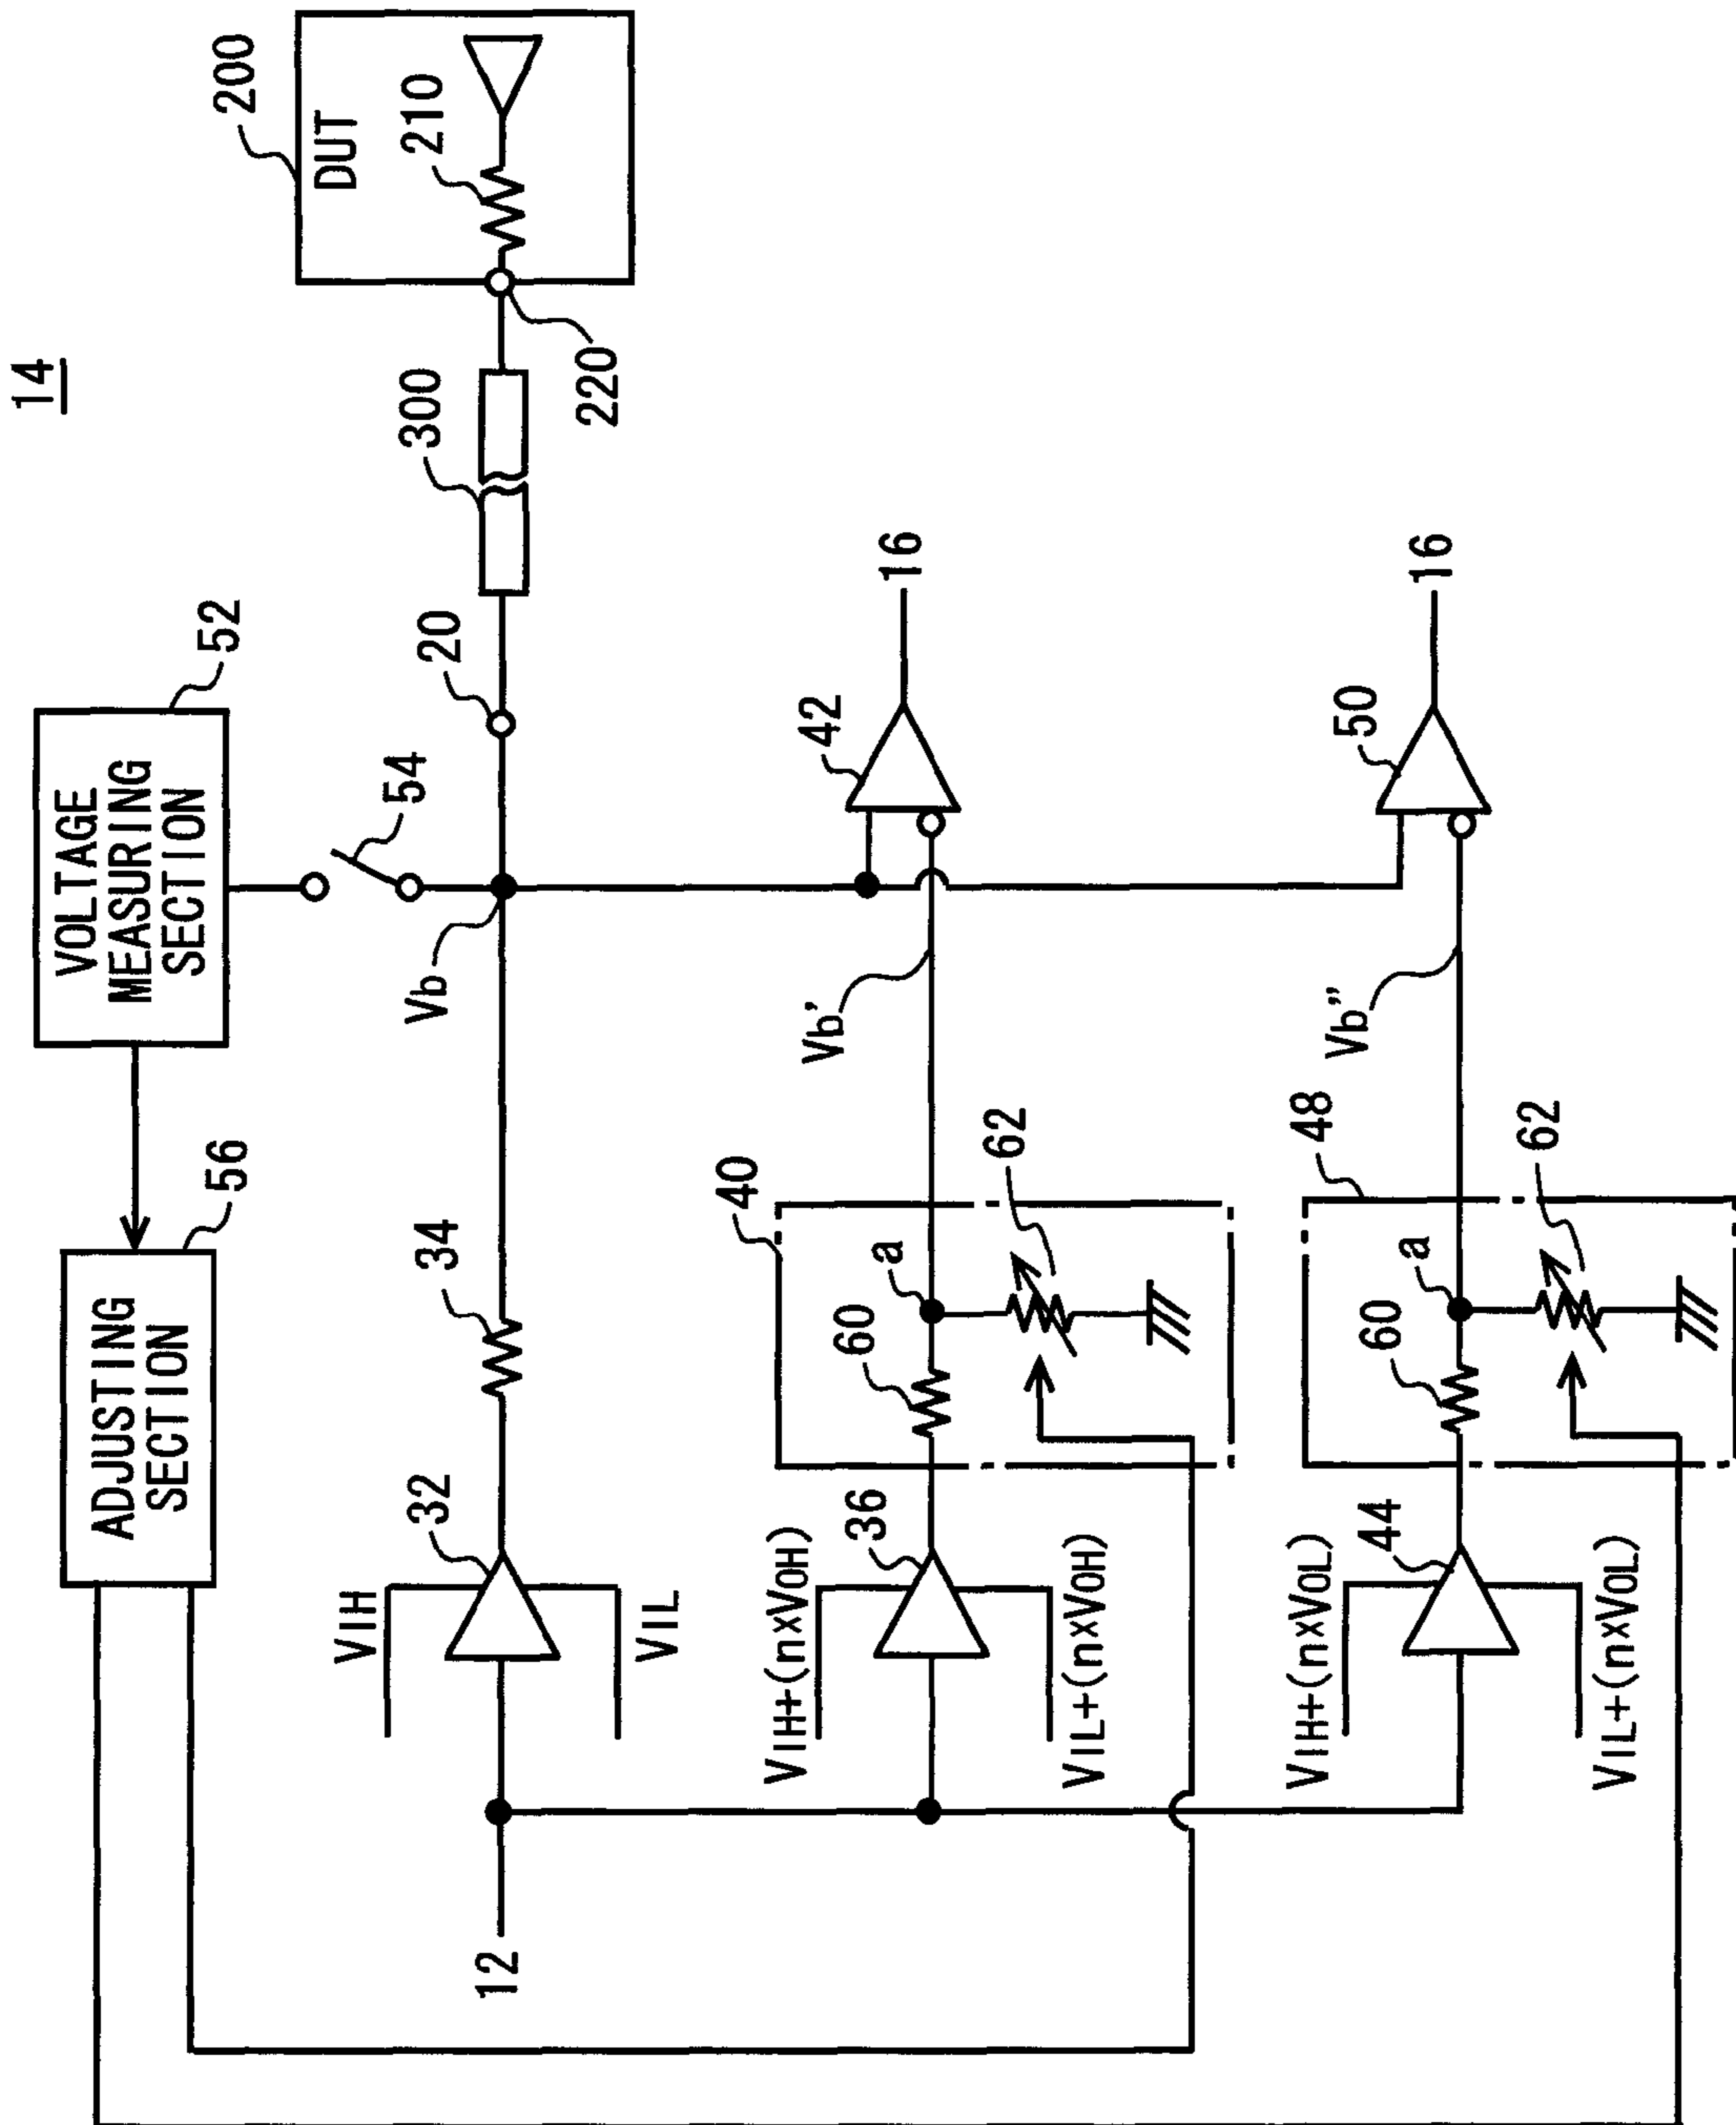 14
VOLTAGE
MEASURING
SECTION
52
ADJUSTING
SECTION
56
54
200
DUT
210
220
300
20
Vb
34
32
VIH
VIL
12
42
16
Vb'
40
62
a
60
36
VIH+(n×VOH)
VIL+(n×VOH)
50
16
Vb"
48
62
a
60
44
VIH+(n×VOL)
VIL+(n×VOL)